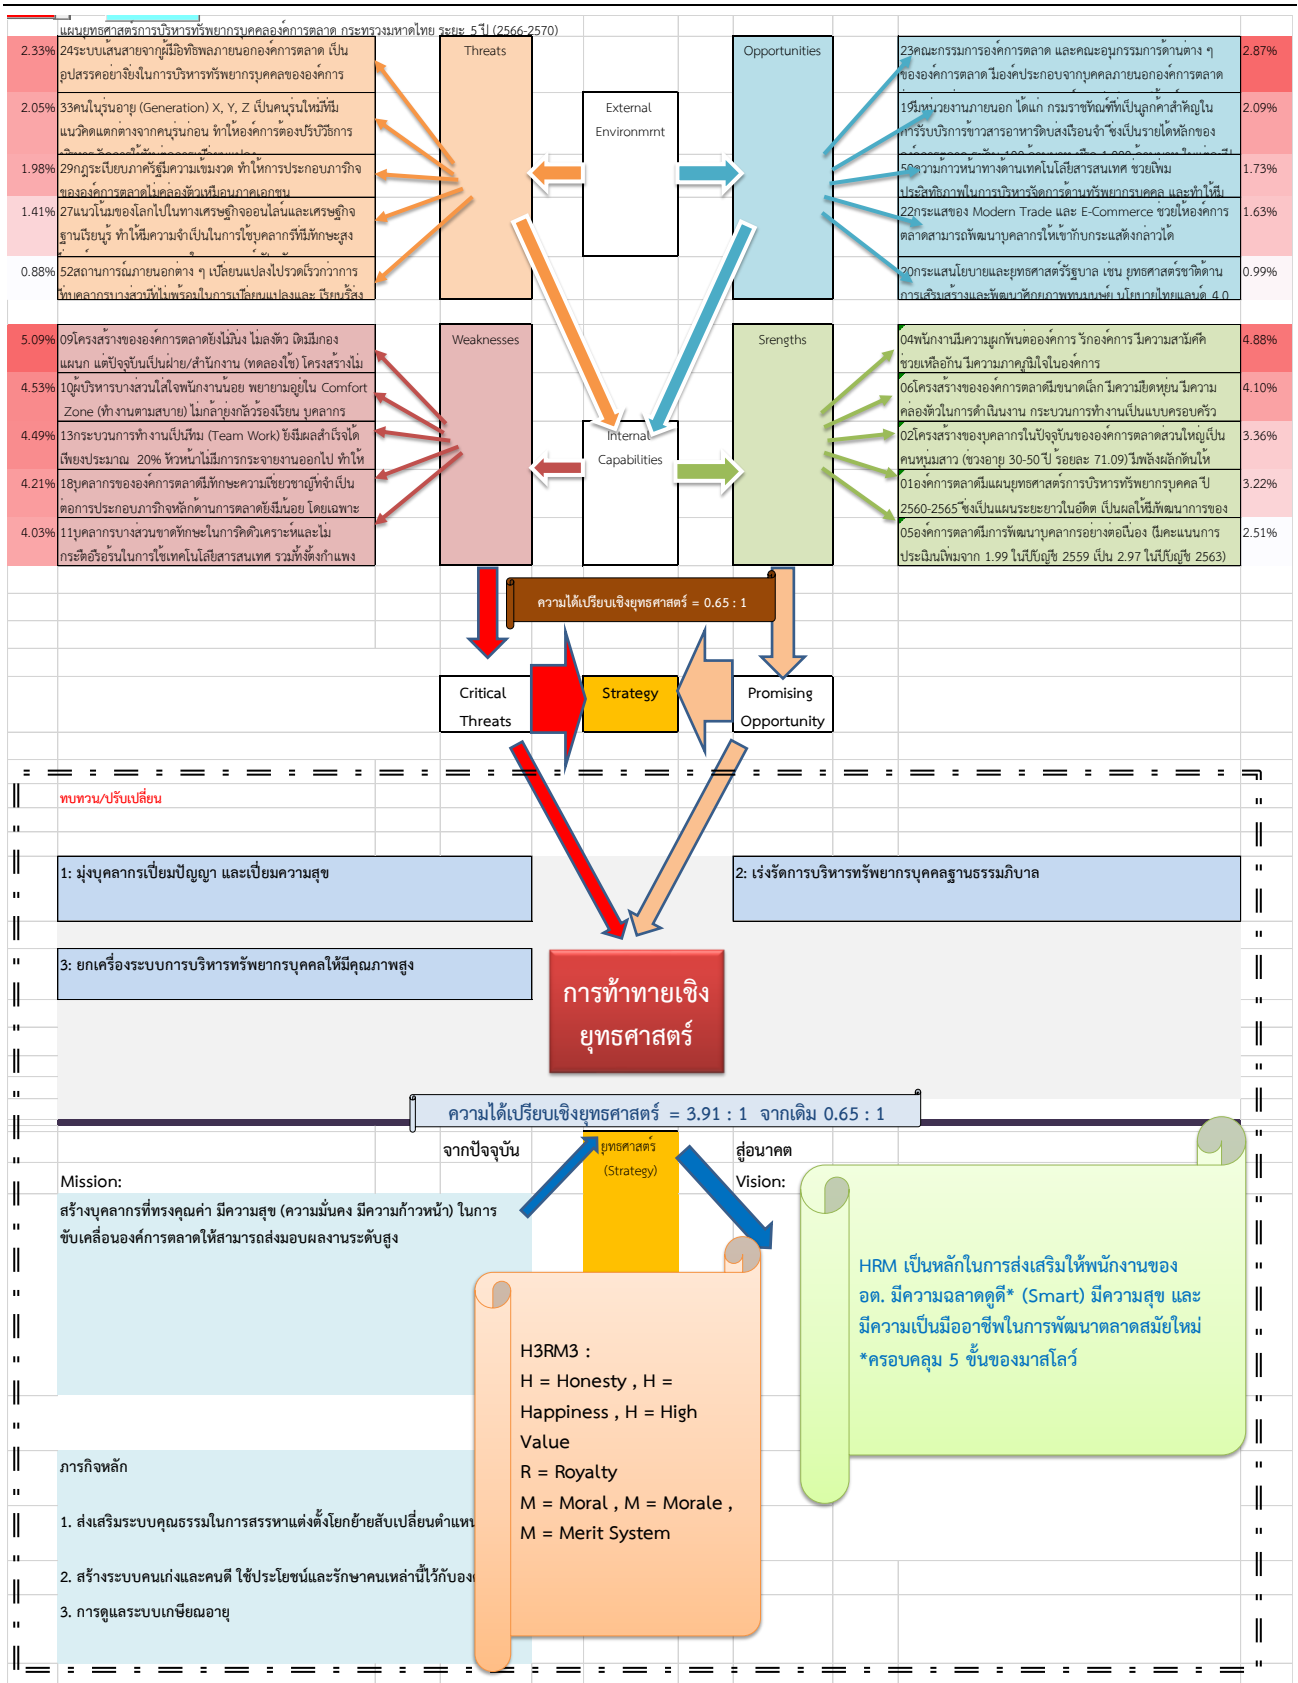 แผนยุทธศาสตร์การบริหารทรัพยากรบุคคลองค์การตลาด กระทรวงมหาดไทย ระยะ 5 ปี (2566-2570)
2.33%
24ระบบเส้นสายจากผู้มีอิทธิพลภายนอกองค์การตลาด เป็น
อุปสรรคอย่างยิ่งในการบริหารทรัพยากรบุคคลขององค์การ
2.05%
33คนในรุ่นอายุ (Generation) X, Y, Z เป็นคนรุ่นใหม่ที่มี
แนวคิดแตกต่างจากคนรุ่นก่อน ทำให้องค์การต้องปรับวิธีการ
1.98%
29กฎระเบียบภาครัฐมีความเข้มงวด ทำให้การประกอบภารกิจ
ขององค์การตลาดไม่คล่องตัวเหมือนภาคเอกชน
1.41%
27แนวโน้มของโลกไปในทางเศรษฐกิจออนไลน์และเศรษฐกิจ
ฐานเรียนรู้ ทำให้มีความจำเป็นในการใช้บุคลากรที่มีทักษะสูง
0.88%
52สถานการณ์ภายนอกต่าง ๆ เปลี่ยนแปลงไปรวดเร็วกว่าการ
ที่บุคลากรบางส่วนที่ไม่พร้อมในการเปลี่ยนแปลงและ เรียนรู้สิ่ง
Threats
External
Environmrnt
Opportunities
23คณะกรรมการองค์การตลาด และคณะอนุกรรมการด้านต่าง ๆ
ขององค์การตลาด มีองค์ประกอบจากบุคคลภายนอกองค์การตลาด
2.87%
19มีหน่วยงานภายนอก ได้แก่ กรมราชทัณฑ์ที่เป็นลูกค้าสำคัญใน
การรับบริการข้าวสารอาหารดิบส่งเรือนจำ ซึ่งเป็นรายได้หลักของ
2.09%
50ความก้าวหน้าทางด้านเทคโนโลยีสารสนเทศ ช่วยเพิ่ม
ประสิทธิภาพในการบริหารจัดการด้านทรัพยากรบุคคล และทำให้มี
1.73%
22กระแสของ Modern Trade และ E-Commerce ช่วยให้องค์การ
ตลาดสามารถพัฒนาบุคลากรให้เข้ากับกระแสดังกล่าวได้
1.63%
20กระแสนโยบายและยุทธศาสตร์รัฐบาล เช่น ยุทธศาสตร์ชาติด้าน
การเสริมสร้างและพัฒนาศักยภาพทุนมนุษย์ นโยบายไทยแลนด์ 4.0
0.99%
5.09%
09โครงสร้างขององค์การตลาดยังไม่นิ่ง ไม่ลงตัว เดิมมีกอง
แผนก แต่ปัจจุบันเป็นฝ่าย/สำนักงาน (ทดลองใช้) โครงสร้างไม่
4.53%
10ผู้บริหารบางส่วนใส่ใจพนักงานน้อย พยายามอยู่ใน Comfort
Zone (ทำงานตามสบาย) ไม่กล้ายุ่งกลัวร้องเรียน บุคลากร
4.49%
13กระบวนการทำงานเป็นทีม (Team Work) ยังมีผลสำเร็จได้
เพียงประมาณ 20% หัวหน้าไม่มีการกระจายงานออกไป ทำให้
4.21%
18บุคลากรขององค์การตลาดมีทักษะความเชี่ยวชาญที่จำเป็น
ต่อการประกอบภารกิจหลักด้านการตลาดยังมีน้อย โดยเฉพาะ
4.03%
11บุคลากรบางส่วนขาดทักษะในการคิดวิเคราะห์และไม่
กระตือรือร้นในการใช้เทคโนโลยีสารสนเทศ รวมทั้งตั้งกำแพง
Weaknesses
Internal
Capabilities
Srengths
04พนักงานมีความผูกพันต่อองค์การ รักองค์การ มีความสามัคคี
ช่วยเหลือกัน มีความภาคภูมิใจในองค์การ
4.88%
06โครงสร้างขององค์การตลาดมีขนาดเล็ก มีความยืดหยุ่น มีความ
คล่องตัวในการดำเนินงาน กระบวนการทำงานเป็นแบบครอบครัว
4.10%
02โครงสร้างของบุคลากรในปัจจุบันขององค์การตลาดส่วนใหญ่เป็น
คนหนุ่มสาว (ช่วงอายุ 30-50 ปี ร้อยละ 71.09) มีพลังผลักดันให้
3.36%
01องค์การตลาดมีแผนยุทธศาสตร์การบริหารทรัพยากรบุคคล ปี
2560-2565 ซึ่งเป็นแผนระยะยาวในอดีต เป็นผลให้มีพัฒนาการของ
3.22%
05องค์การตลาดมีการพัฒนาบุคลากรอย่างต่อเนื่อง (มีคะแนนการ
ประเมินเพิ่มจาก 1.99 ในปีบัญชี 2559 เป็น 2.97 ในปีบัญชี 2563)
2.51%
ความได้เปรียบเชิงยุทธศาสตร์ = 0.65 : 1
Critical
Threats
Strategy
Promising
Opportunity
ทบทวน/ปรับเปลี่ยน
1: มุ่งบุคลากรเปี่ยมปัญญา และเปี่ยมความสุข
2: เร่งรัดการบริหารทรัพยากรบุคคลฐานธรรมภิบาล
3: ยกเครื่องระบบการบริหารทรัพยากรบุคคลให้มีคุณภาพสูง
การท้าทายเชิง
ยุทธศาสตร์
ความได้เปรียบเชิงยุทธศาสตร์ = 3.91 : 1 จากเดิม 0.65 : 1
จากปัจจุบัน
ยุทธศาสตร์
(Strategy)
สู่อนาคต
Mission:
Vision:
สร้างบุคลากรที่ทรงคุณค่า มีความสุข (ความมั่นคง มีความก้าวหน้า) ในการ
ขับเคลื่อนองค์การตลาดให้สามารถส่งมอบผลงานระดับสูง
HRM เป็นหลักในการส่งเสริมให้พนักงานของ
อต. มีความฉลาดดูดี* (Smart) มีความสุข และ
มีความเป็นมืออาชีพในการพัฒนาตลาดสมัยใหม่
*ครอบคลุม 5 ขั้นของมาสโลว์
H3RM3 :
H = Honesty , H =
Happiness , H = High
Value
R = Royalty
M = Moral , M = Morale ,
M = Merit System
ภารกิจหลัก
1. ส่งเสริมระบบคุณธรรมในการสรรหาแต่งตั้งโยกย้ายสับเปลี่ยนตำแหน
2. สร้างระบบคนเก่งและคนดี ใช้ประโยชน์และรักษาคนเหล่านี้ไว้กับอง
3. การดูแลระบบเกษียณอายุ